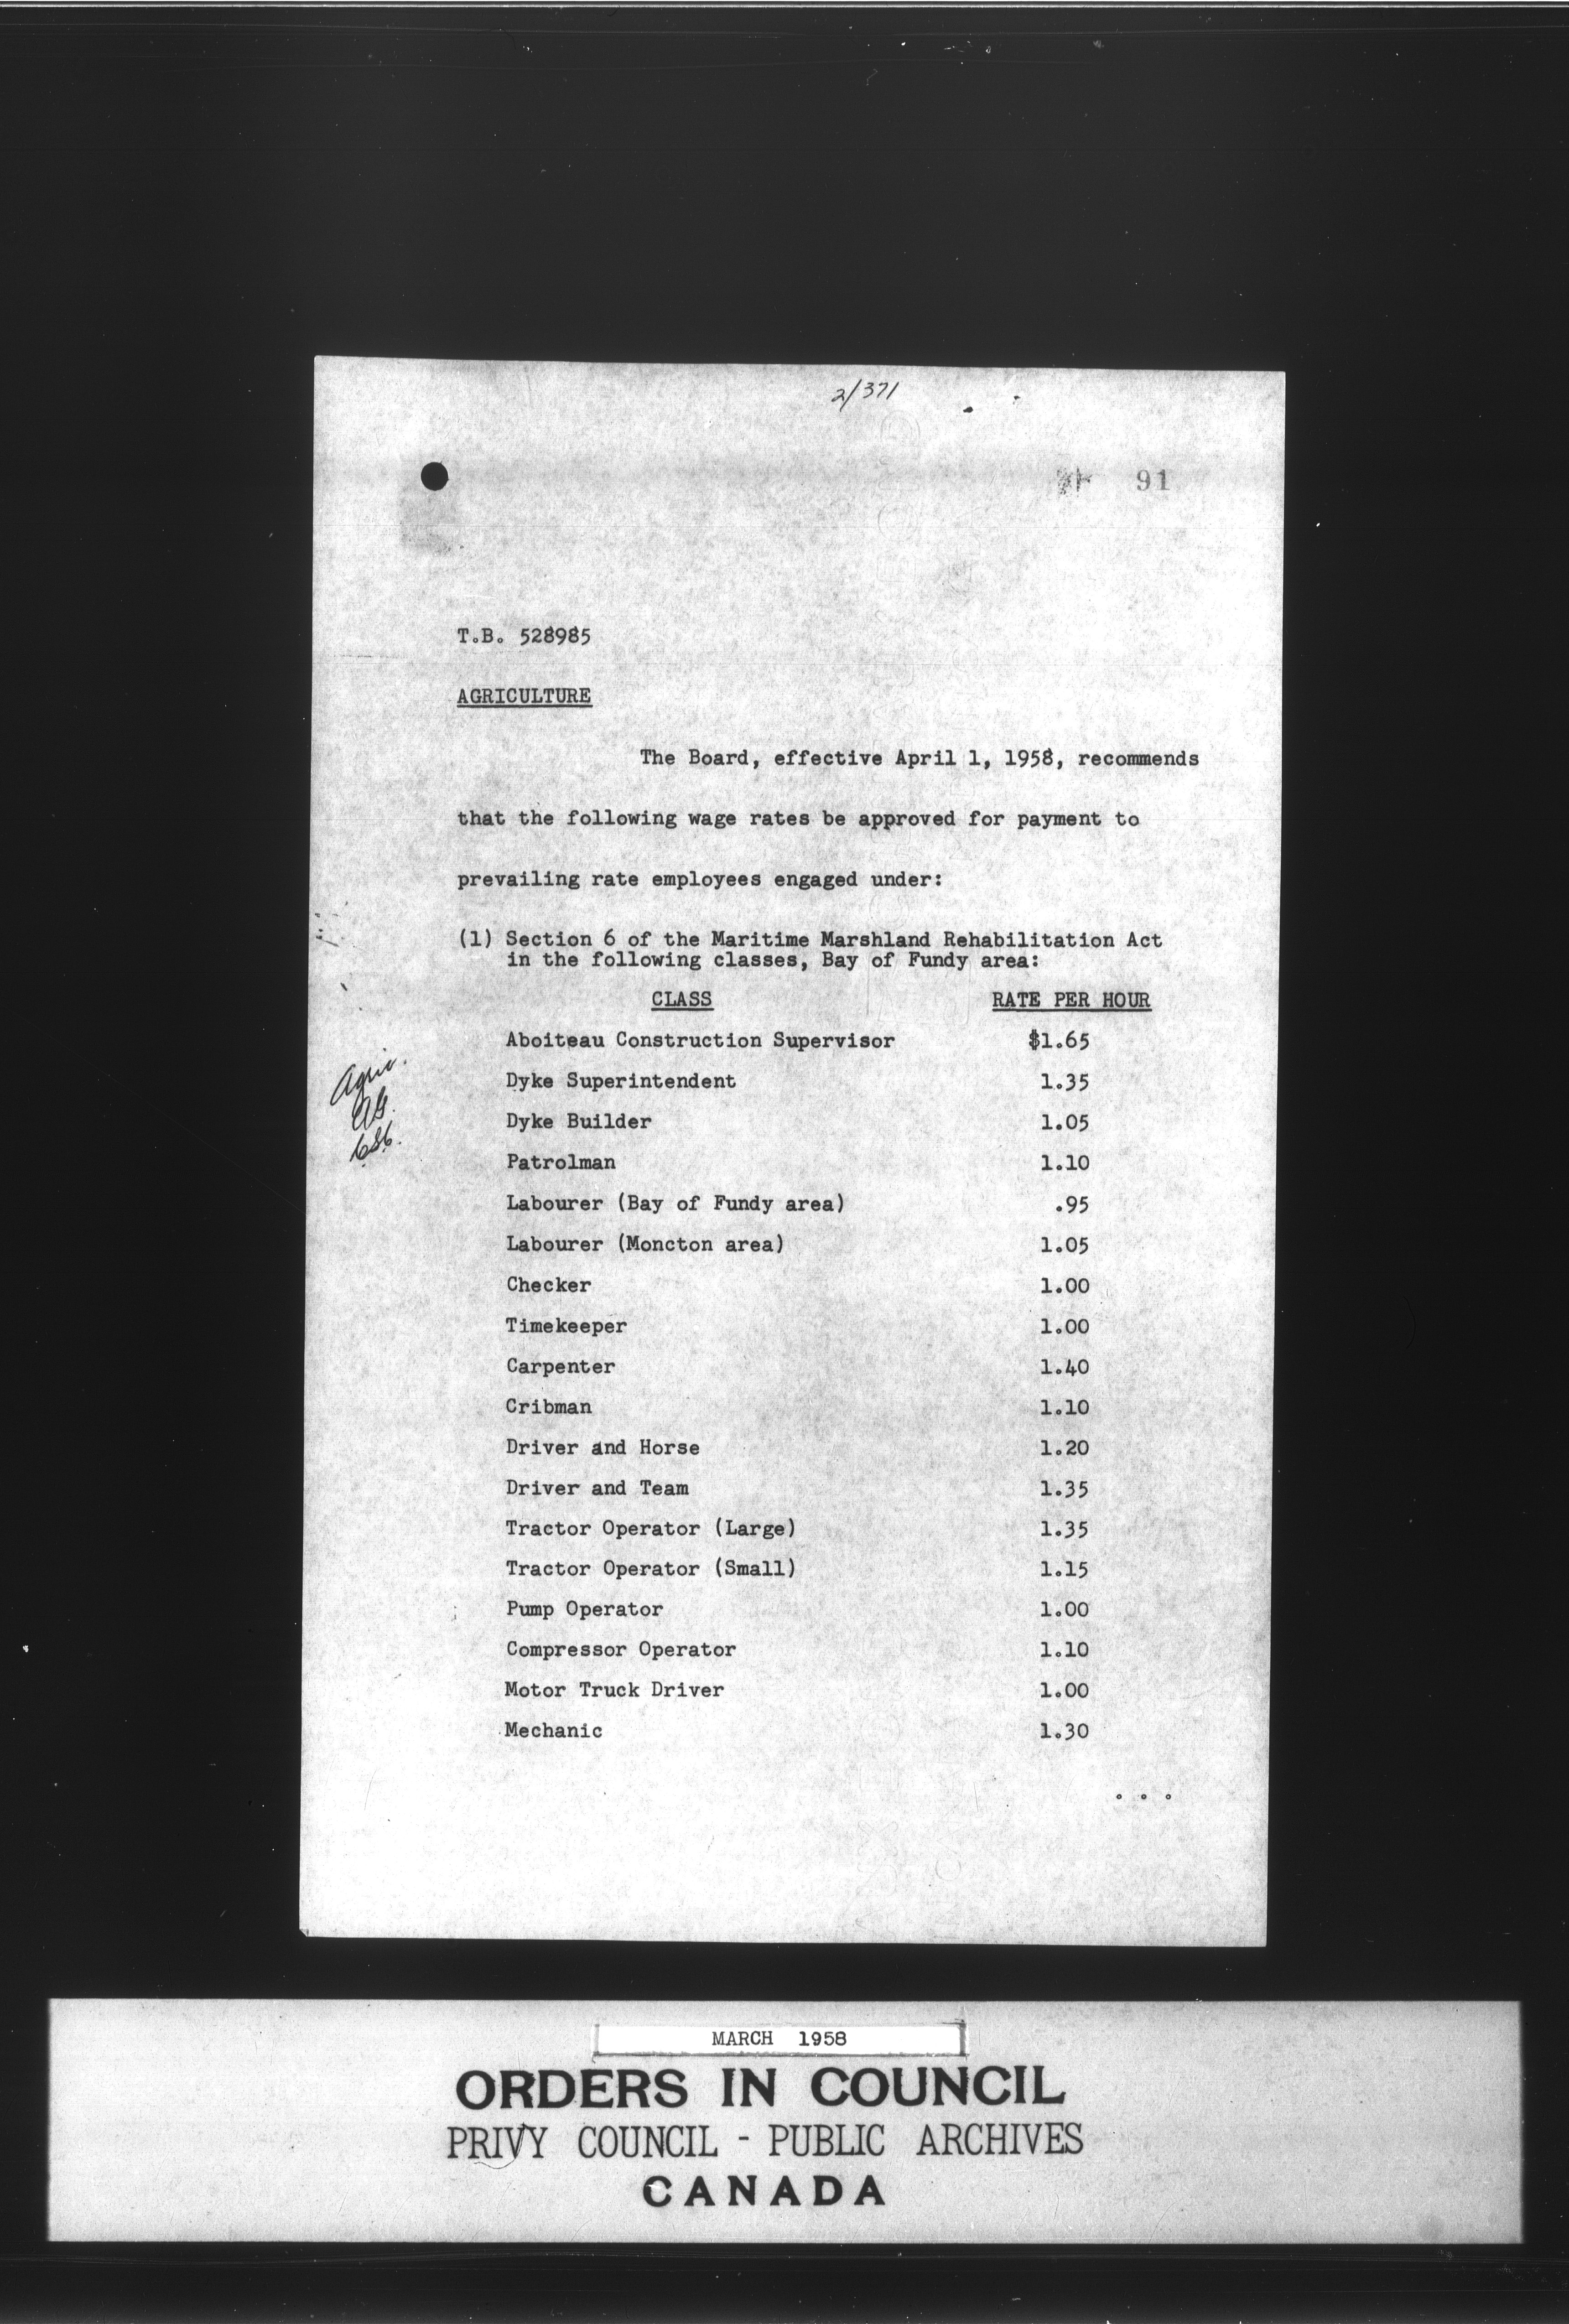 2/371
91
T.B. 528985
AGRICULTURE
The Board, effective April 1, 1958, recommends
that the following wage rates be approved for payment to
prevailing rate employees engaged under:
(1) Section 6 of the Maritime Marshland Rehabilitation Act
in the following classes, Bay of Fundy area:
CLASS RATE PER HOUR
Aboiteau Construction Supervisor $1.65
Dyke Superintendent 1.35
Dyke Builder 1.05
Patrolman 1.10
Labourer (Bay of Fundy area) .95
Labourer (Moncton area) 1.05
Checker 1.00
Timekeeper 1.00
Carpenter 1.40
Cribman 1.10
Driver and Horse 1.20
Driver and Team 1.35
Tractor Operator (Large) 1.35
Tractor Operator (Small) 1.15
Pump Operator 1.00
Compressor Operator 1.10
Motor Truck Driver 1.00
Mechanic 1.30
. . .
Agric.
MARCH 1958
ORDERS IN COUNCIL
PRIVY COUNCIL - PUBLIC ARCHIVES
CANADA